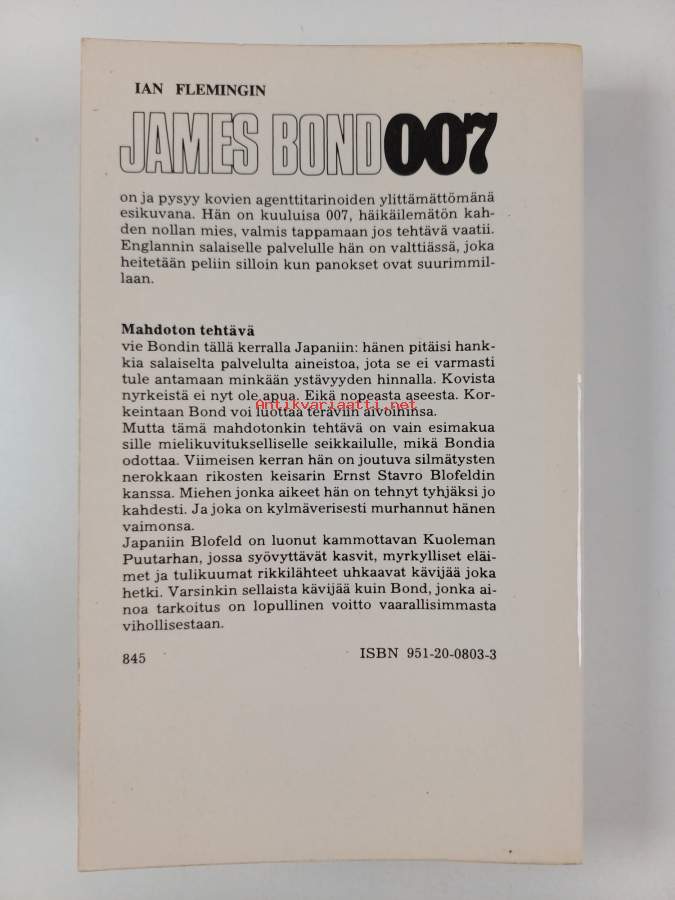 IAN FLEMINGIN
JAMES BOND 007
on ja pysyy kovien agenttitarinoiden ylittämättömänä
esikuvana. Hän on kuuluisa 007, häikäilemätön kah-
den nollan mies, valmis tappamaan jos tehtävä vaatii.
Englannin salaiselle palvelulle hän on valttiässä, joka
heitetään peliin silloin kun panokset ovat suurimmil-
laan.
Mahdoton tehtävä
vie Bondin tällä kerralla Japaniin: hänen pitäisi hank-
kia salaiselta palvelulta aineistoa, jota se ei varmasti
tule antamaan minkään ystävyyden hinnalla. Kovista
nyrkeistä ei nyt ole apua. Eikä nopeasta aseesta. Kor-
Antikvariaatti.net
keintaan Bond voi luottaa teräviin aivoihinsa.
Mutta tämä mahdotonkin tehtävä on vain esimakua
sille mielikuvitukselliselle seikkailulle, mikä Bondia
odottaa. Viimeisen kerran hän on joutuva silmätysten
nerokkaan rikosten keisarin Ernst Stavro Blofeldin
kanssa. Miehen jonka aikeet hän on tehnyt tyhjäksi jo
kahdesti. Ja joka on kylmäverisesti murhannut hänen
vaimonsa.
Japaniin Blofeld on luonut kammottavan Kuoleman
Puutarhan, jossa syövyttävät kasvit, myrkylliset eläi-
met ja tulikuumat rikkilähteet uhkaavat kävijää joka
hetki. Varsinkin sellaista kävijää kuin Bond, jonka ai-
noa tarkoitus on lopullinen voitto vaarallisimmasta
vihollisestaan.
845
ISBN 951-20-0803-3